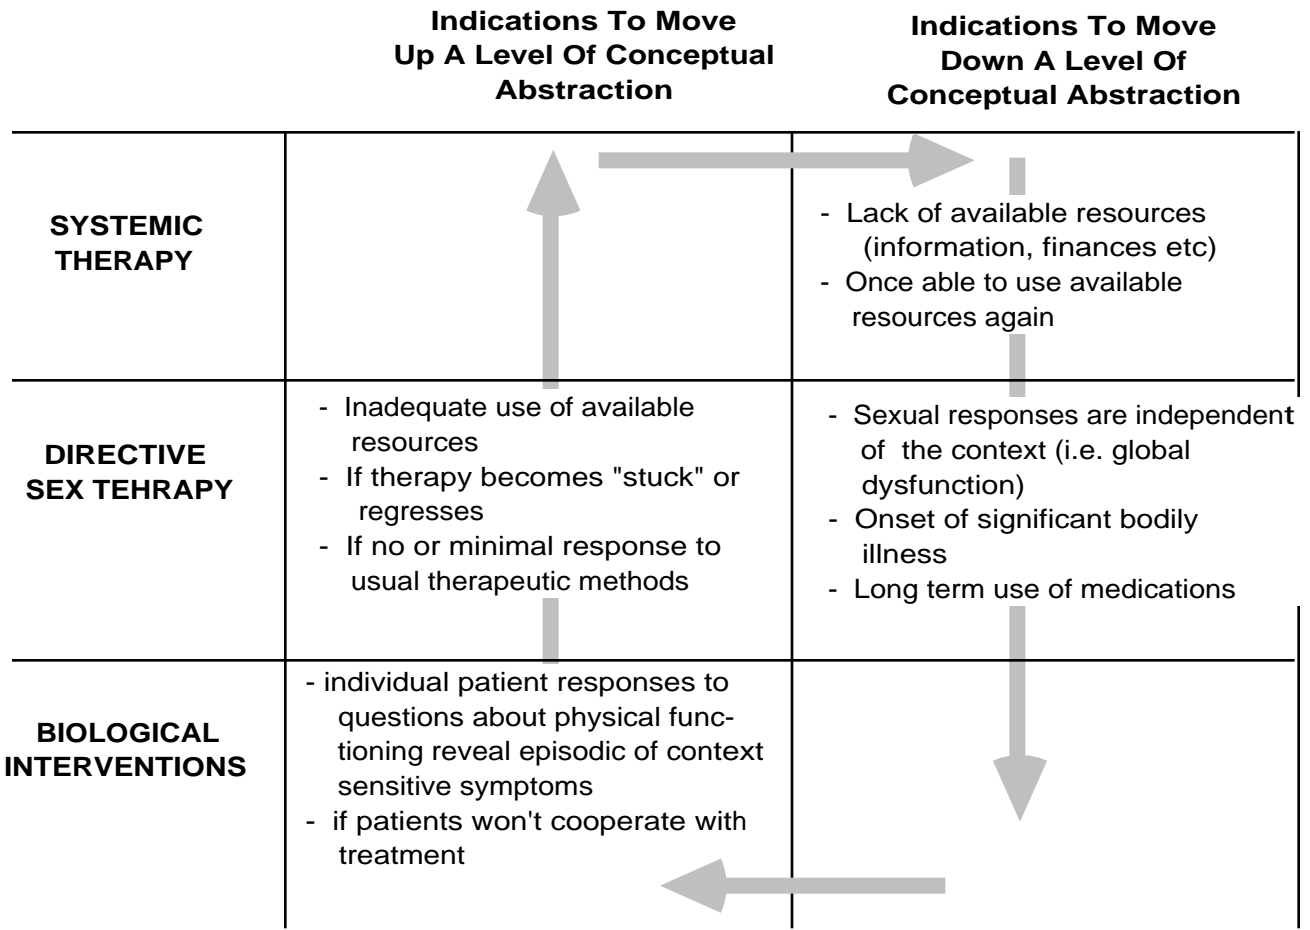 Indications To Move
Up A Level Of Conceptual
Abstraction
Indications To Move
Down A Level Of
Conceptual Abstraction
SYSTEMIC
THERAPY
- Lack of available resources
(information, finances etc)
- Once able to use available
resources again
DIRECTIVE
SEX TEHRAPY
- Inadequate use of available
resources
- If therapy becomes "stuck" or
regresses
- If no or minimal response to
usual therapeutic methods
- Sexual responses are independent
of the context (i.e. global
dysfunction)
- Onset of significant bodily
illness
- Long term use of medications
BIOLOGICAL
INTERVENTIONS
- individual patient responses to
questions about physical func-
tioning reveal episodic of context
sensitive symptoms
- if patients won't cooperate with
treatment